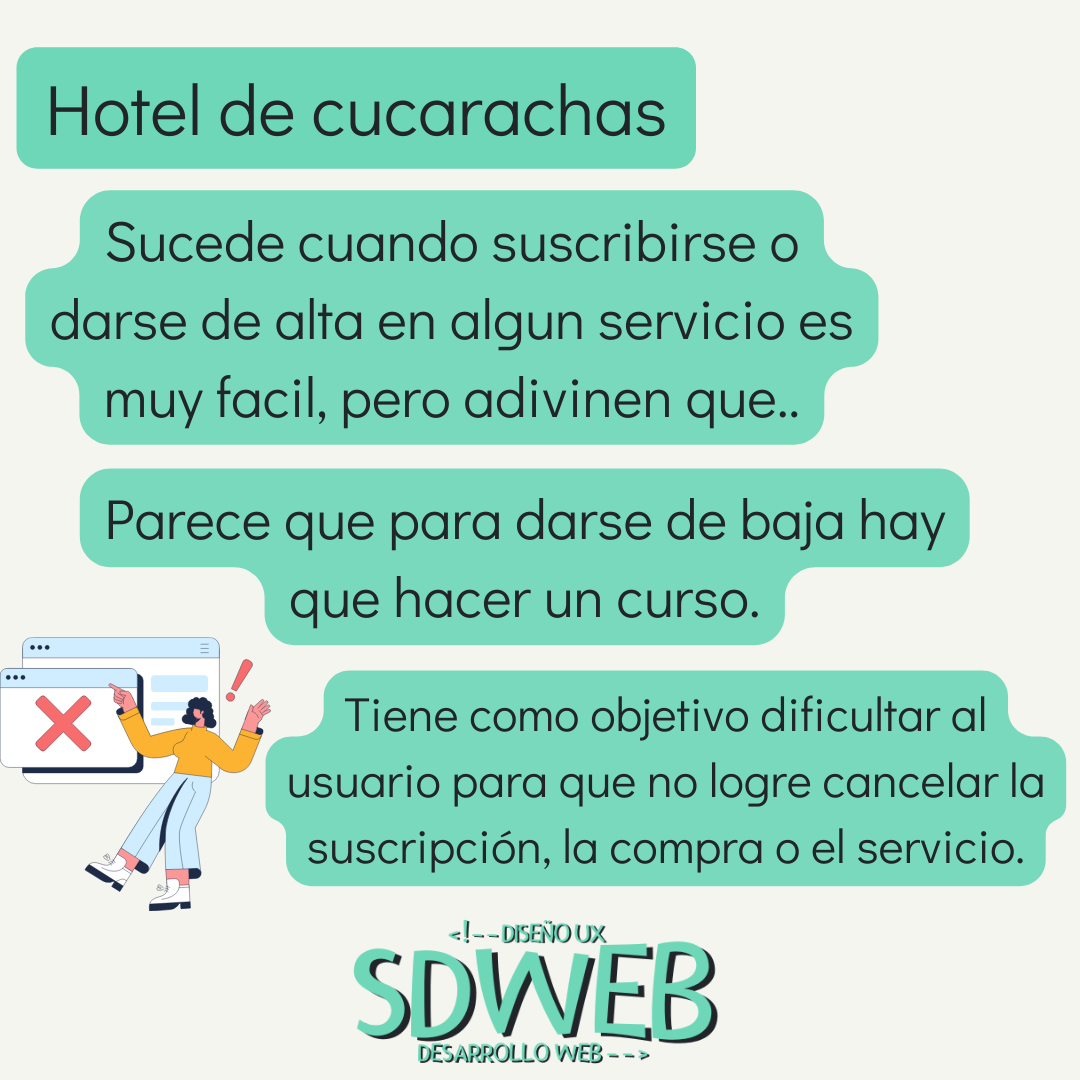 Hotel de cucarachas
Sucede cuando suscribirse o
darse de alta en algun servicio es
muy facil, pero adivinen que..
Parece que para darse de baja hay
que hacer un curso.
Tiene como objetivo dificultar al
usuario para que no logre cancelar la
suscripción, la compra o el servicio.
<!--DISEÑO UX
SDWEB
DESARROLLO WEB-->